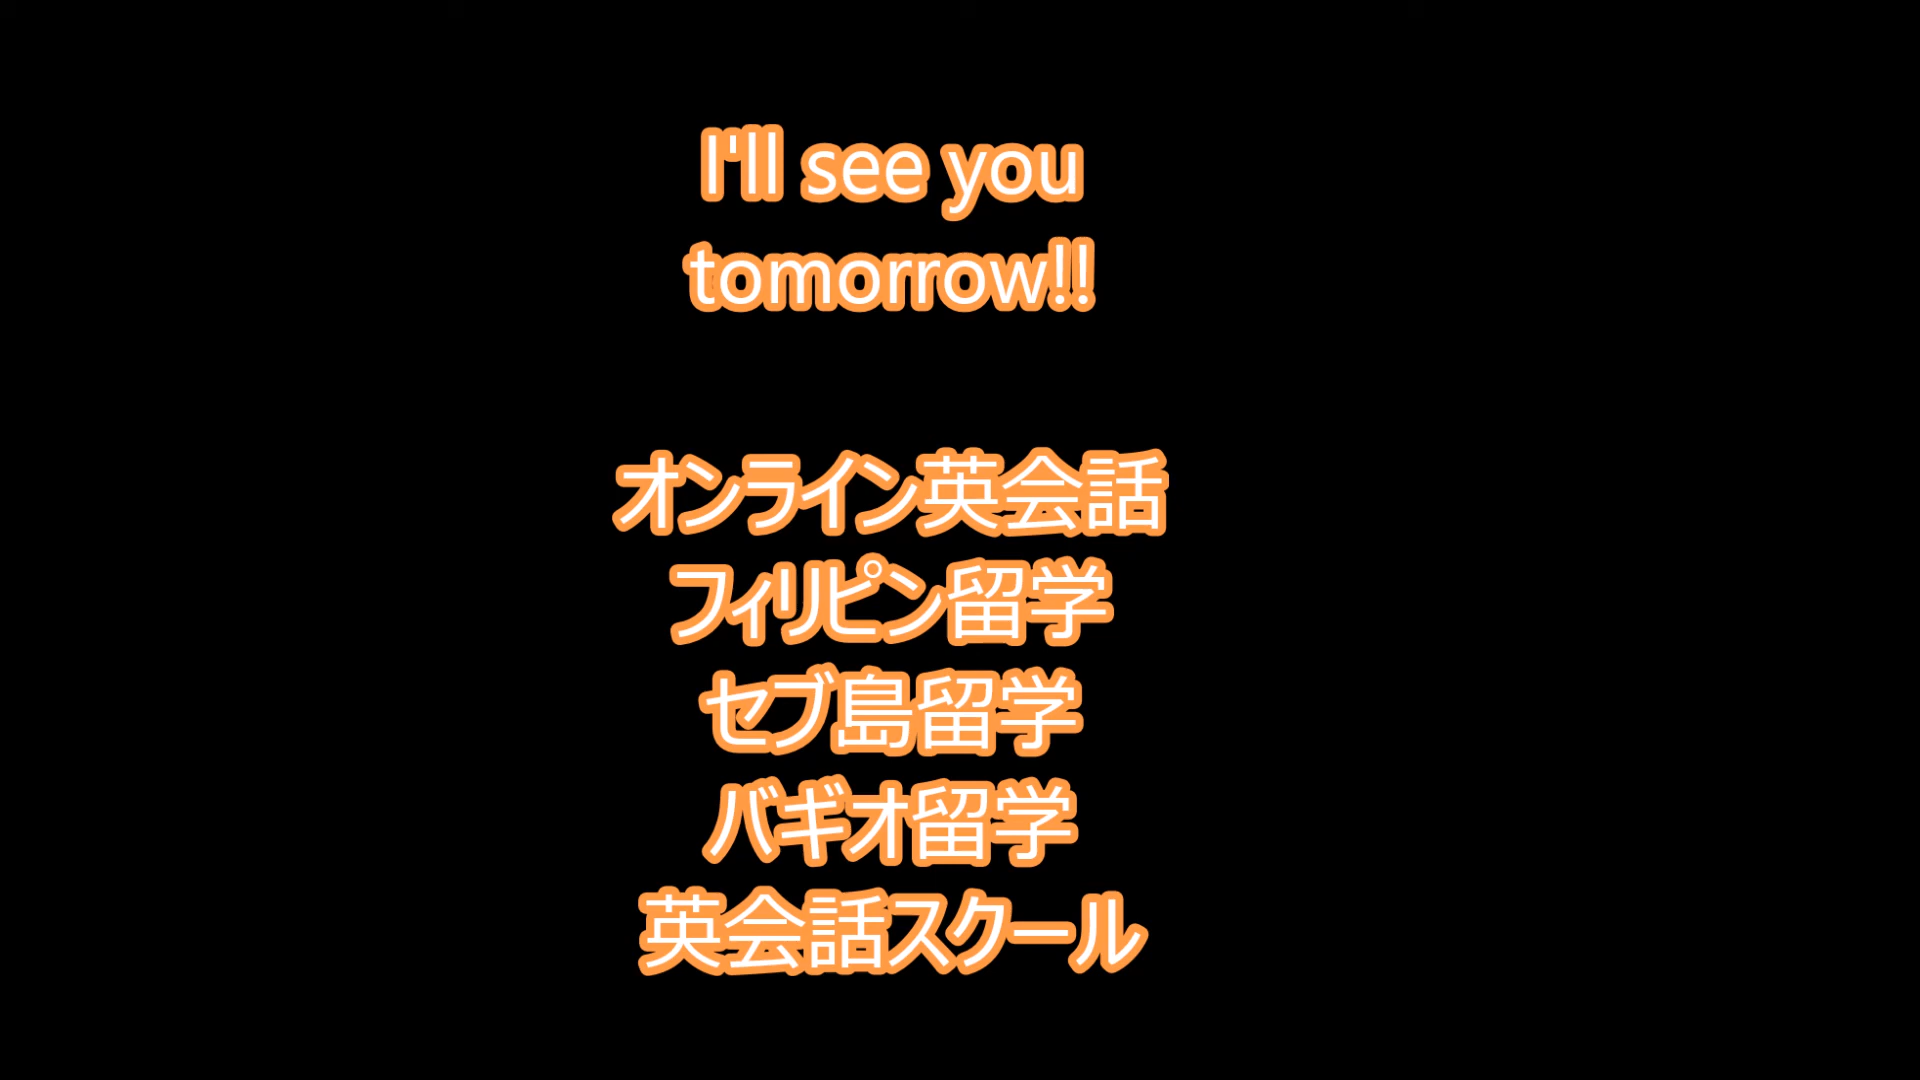 I'll see you
tomorrow!!
オンライン英会話
フィリピン留学
セブ島留学
バギオ留学
英会話スクール